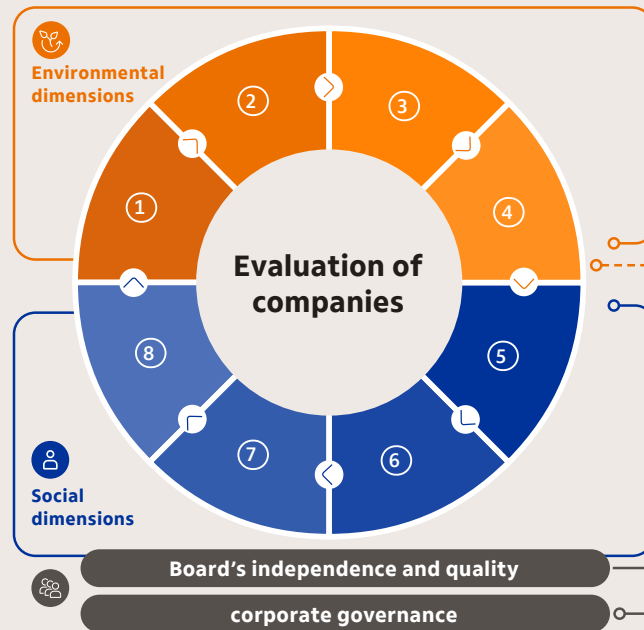 Environmental
dimensions
2
3
1
4
Evaluation of
companies
8
5
7
6
Social
dimensions
Board's independence and quality
corporate governance